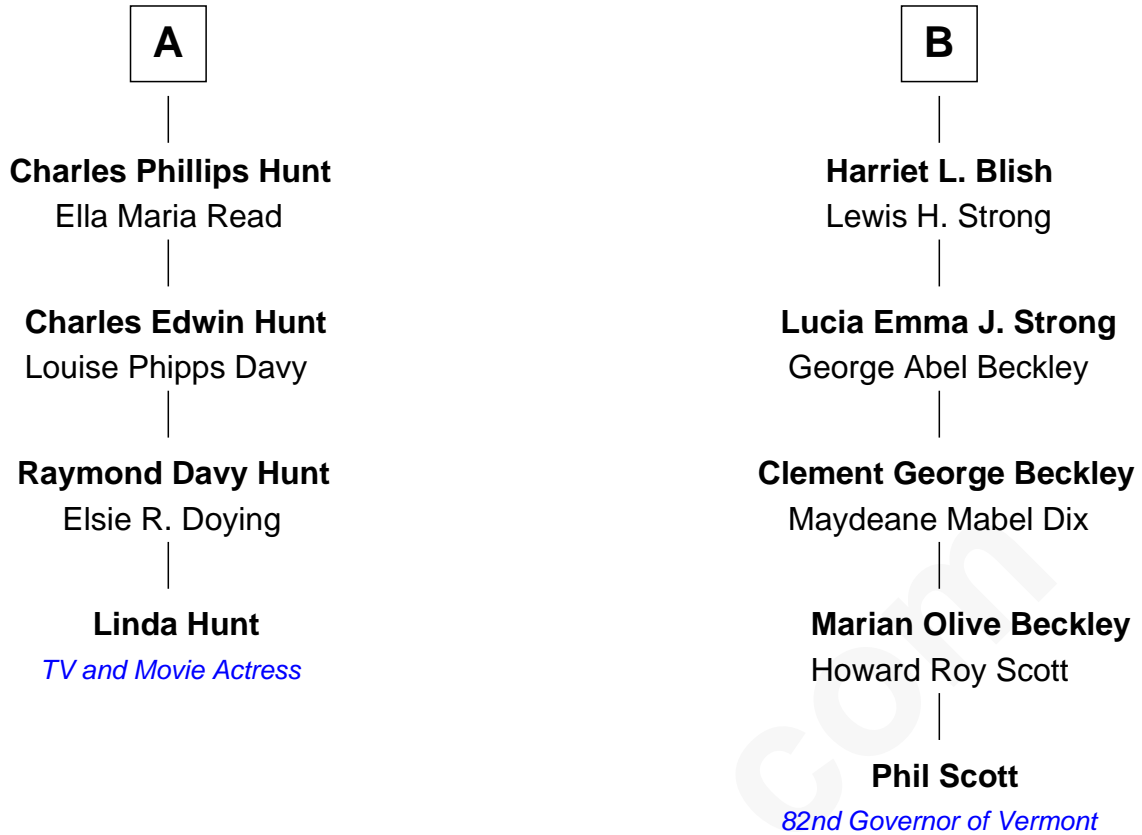 A
Charles Phillips Hunt
Ella Maria Read
Charles Edwin Hunt
Louise Phipps Davy
Raymond Davy Hunt
Elsie R. Doying
Linda Hunt
TV and Movie Actress
B
Harriet L. Blish
Lewis H. Strong
Lucia Emma J. Strong
George Abel Beckley
Clement George Beckley
Maydeane Mabel Dix
Marian Olive Beckley
Howard Roy Scott
Phil Scott
82nd Governor of Vermont
com